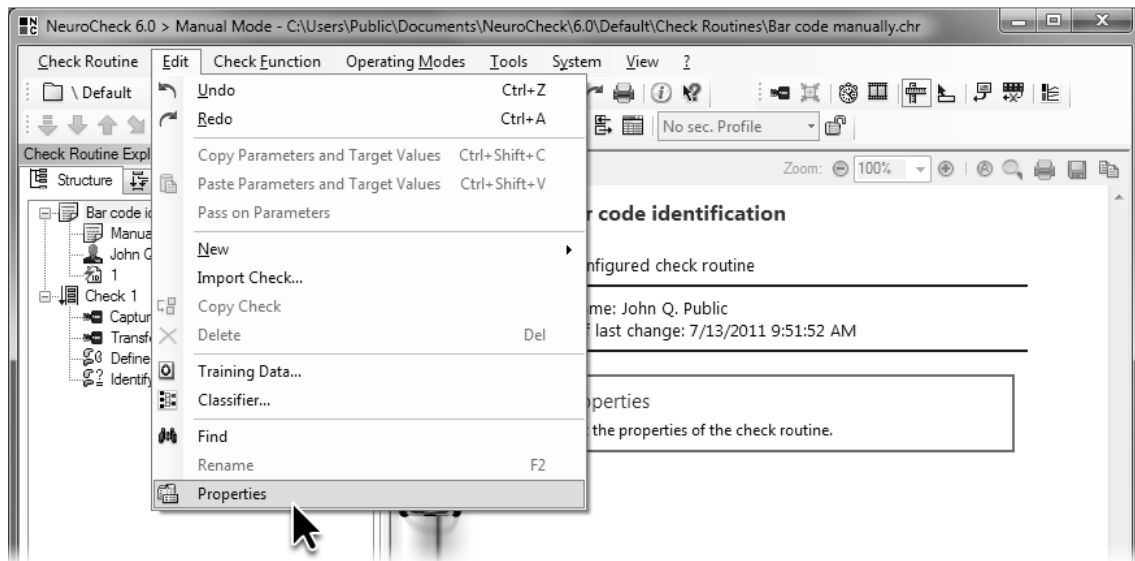 NeuroCheck 6.0 > Manual Mode - C:\Users\Public\Documents\NeuroCheck\6.0\Default\Check Routines\Bar code manually.chr
Check Routine Edit Check Function Operating Modes Tools System View ?
\ Default
No sec. Profile
Check Routine Expl
Structure
Zoom: 100%
Bar code id
Manua
John Q
1
Check 1
Captur
Transf
Define
Identify
Undo Ctrl+Z
Redo Ctrl+A
Copy Parameters and Target Values Ctrl+Shift+C
Paste Parameters and Target Values Ctrl+Shift+V
Pass on Parameters
New
Import Check...
Copy Check
Delete Del
Training Data...
Classifier...
Find
Rename F2
Properties
r code identification
nfigured check routine
me: John Q. Public
f last change: 7/13/2011 9:51:52 AM
operties
t the properties of the check routine.